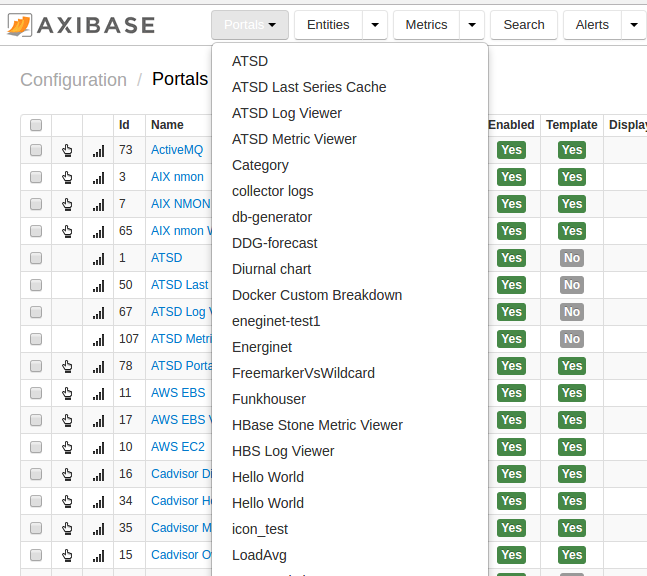 AXIBASE
Portals
Entities
Metrics
Search
Alerts
Configuration / Portals
ATSD
ATSD Last Series Cache
ATSD Log Viewer
ATSD Metric Viewer
Category
collector logs
db-generator
DDG-forecast
Diurnal chart
Docker Custom Breakdown
eneginet-test1
Energinet
FreemarkerVsWildcard
Funkhouser
HBase Stone Metric Viewer
HBS Log Viewer
Hello World
Hello World
icon_test
LoadAvg
Id Name Enabled Template Display
73 ActiveMQ Yes Yes
3 AIX nmon Yes Yes
7 AIX NMON Yes Yes
65 AIX nmon W Yes Yes
1 ATSD Yes No
50 ATSD Last Yes No
67 ATSD Log V Yes No
107 ATSD Metri Yes No
78 ATSD Porta Yes Yes
11 AWS EBS Yes Yes
17 AWS EBS V Yes Yes
10 AWS EC2 Yes Yes
16 Cadvisor Di Yes Yes
34 Cadvisor Ho Yes Yes
35 Cadvisor M Yes Yes
15 Cadvisor Ov Yes Yes